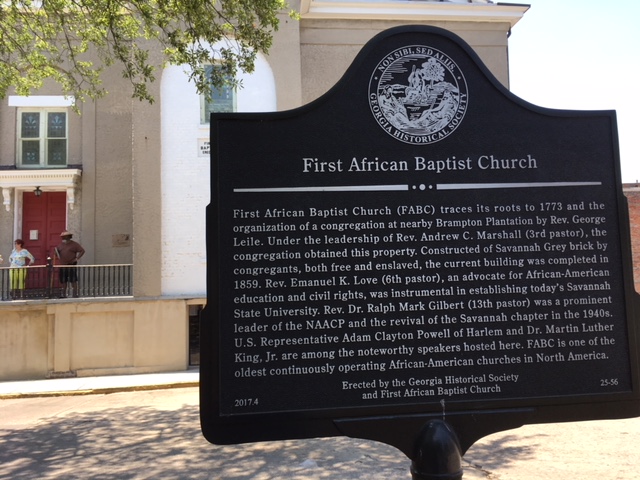 NON SIBI, SED ALIIS.
GEORGIA HISTORICAL SOCIETY
First African Baptist Church
First African Baptist Church (FABC) traces its roots to 1773 and the
organization of a congregation at nearby Brampton Plantation by Rev. George
Leile. Under the leadership of Rev. Andrew C. Marshall (3rd pastor), the
congregation obtained this property. Constructed of Savannah Grey brick by
congregants, both free and enslaved, the current building was completed in
1859. Rev. Emanuel K. Love (6th pastor), an advocate for African-American
education and civil rights, was instrumental in establishing today's Savannah
State University. Rev. Dr. Ralph Mark Gilbert (13th pastor) was a prominent
leader of the NAACP and the revival of the Savannah chapter in the 1940s.
U.S. Representative Adam Clayton Powell of Harlem and Dr. Martin Luther
King, Jr. are among the noteworthy speakers hosted here. FABC is one of the
oldest continuously operating African-American churches in North America.
Erected by the Georgia Historical Society
and First African Baptist Church
2017.4
25-56